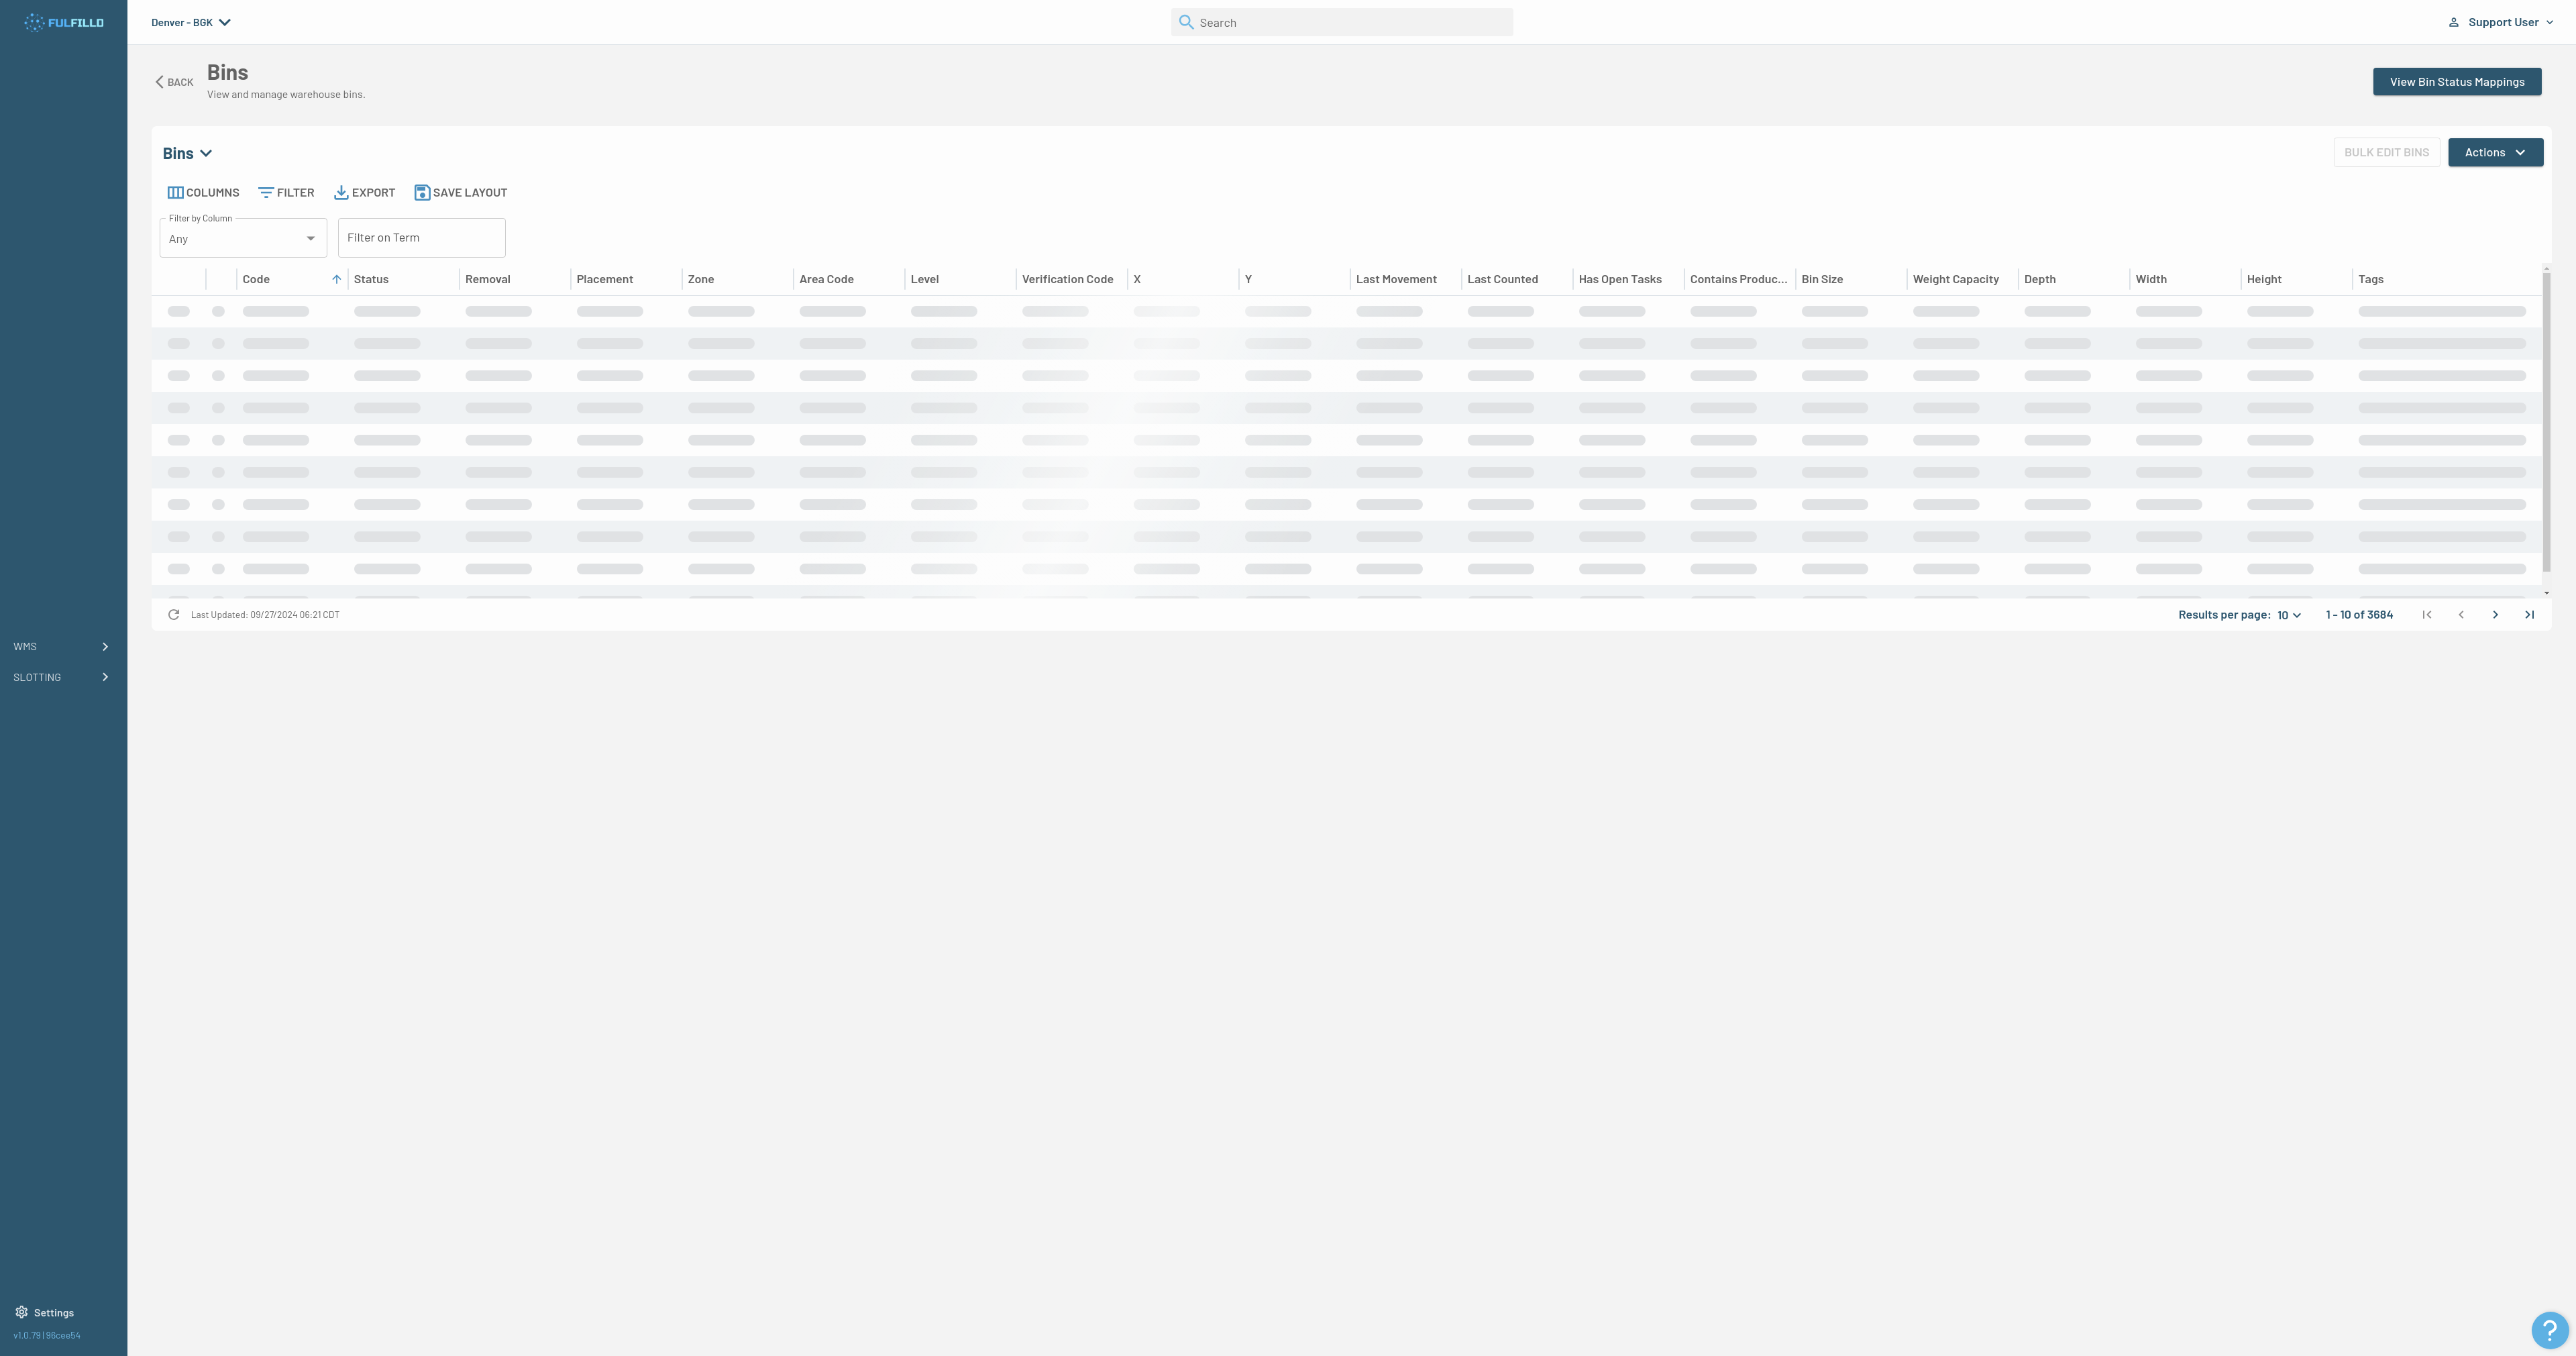 FULFILLD
Denver - BGK
Search
Support User
BACK
Bins
View and manage warehouse bins.
View Bin Status Mappings
Bins
BULK EDIT BINS
Actions
COLUMNS
FILTER
EXPORT
SAVE LAYOUT
Filter by Column
Any
Filter on Term
Code
Status
Removal
Placement
Zone
Area Code
Level
Verification Code
X
Y
Last Movement
Last Counted
Has Open Tasks
Contains Produc...
Bin Size
Weight Capacity
Depth
Width
Height
Tags
Last Updated: 09/27/2024 06:21 CDT
Results per page: 10
1 - 10 of 3684
WMS
SLOTTING
Settings
v1.0.79 | 96cee54
?